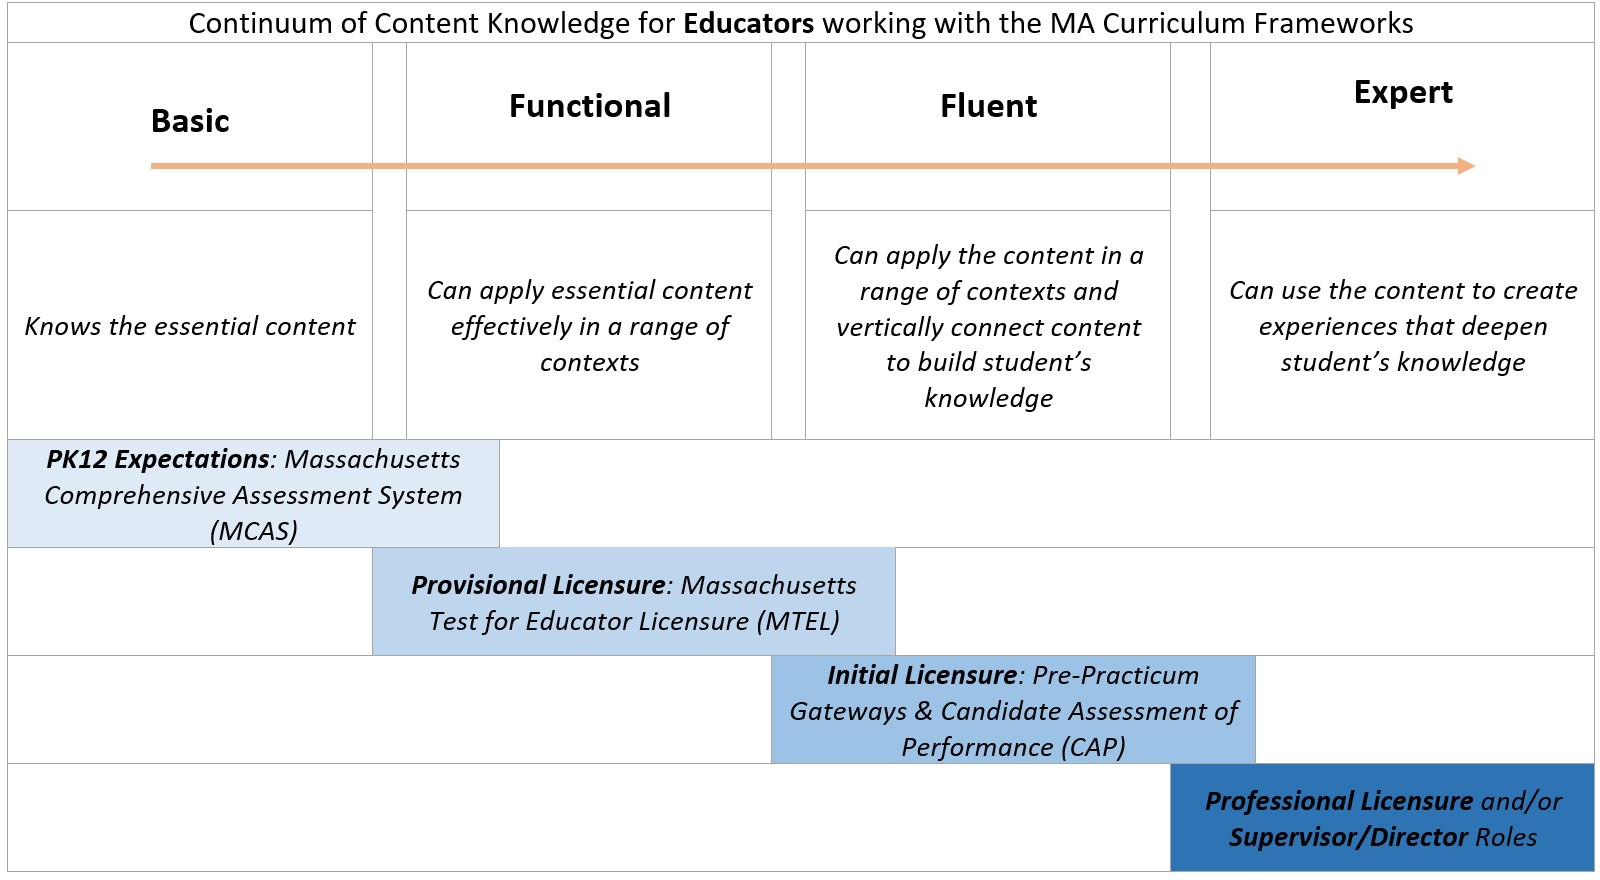 Continuum of Content Knowledge for Educators working with the MA Curriculum Frameworks
Basic
Functional
Fluent
Expert
Knows the essential content
Can apply essential content
effectively in a range of
contexts
Can apply the content in a
range of contexts and
vertically connect content
to build student’s
knowledge
Can use the content to create
experiences that deepen
student’s knowledge
PK12 Expectations: Massachusetts
Comprehensive Assessment System
(MCAS)
Provisional Licensure: Massachusetts
Test for Educator Licensure (MTEL)
Initial Licensure: Pre-Practicum
Gateways & Candidate Assessment of
Performance (CAP)
Professional Licensure and/or
Supervisor/Director Roles